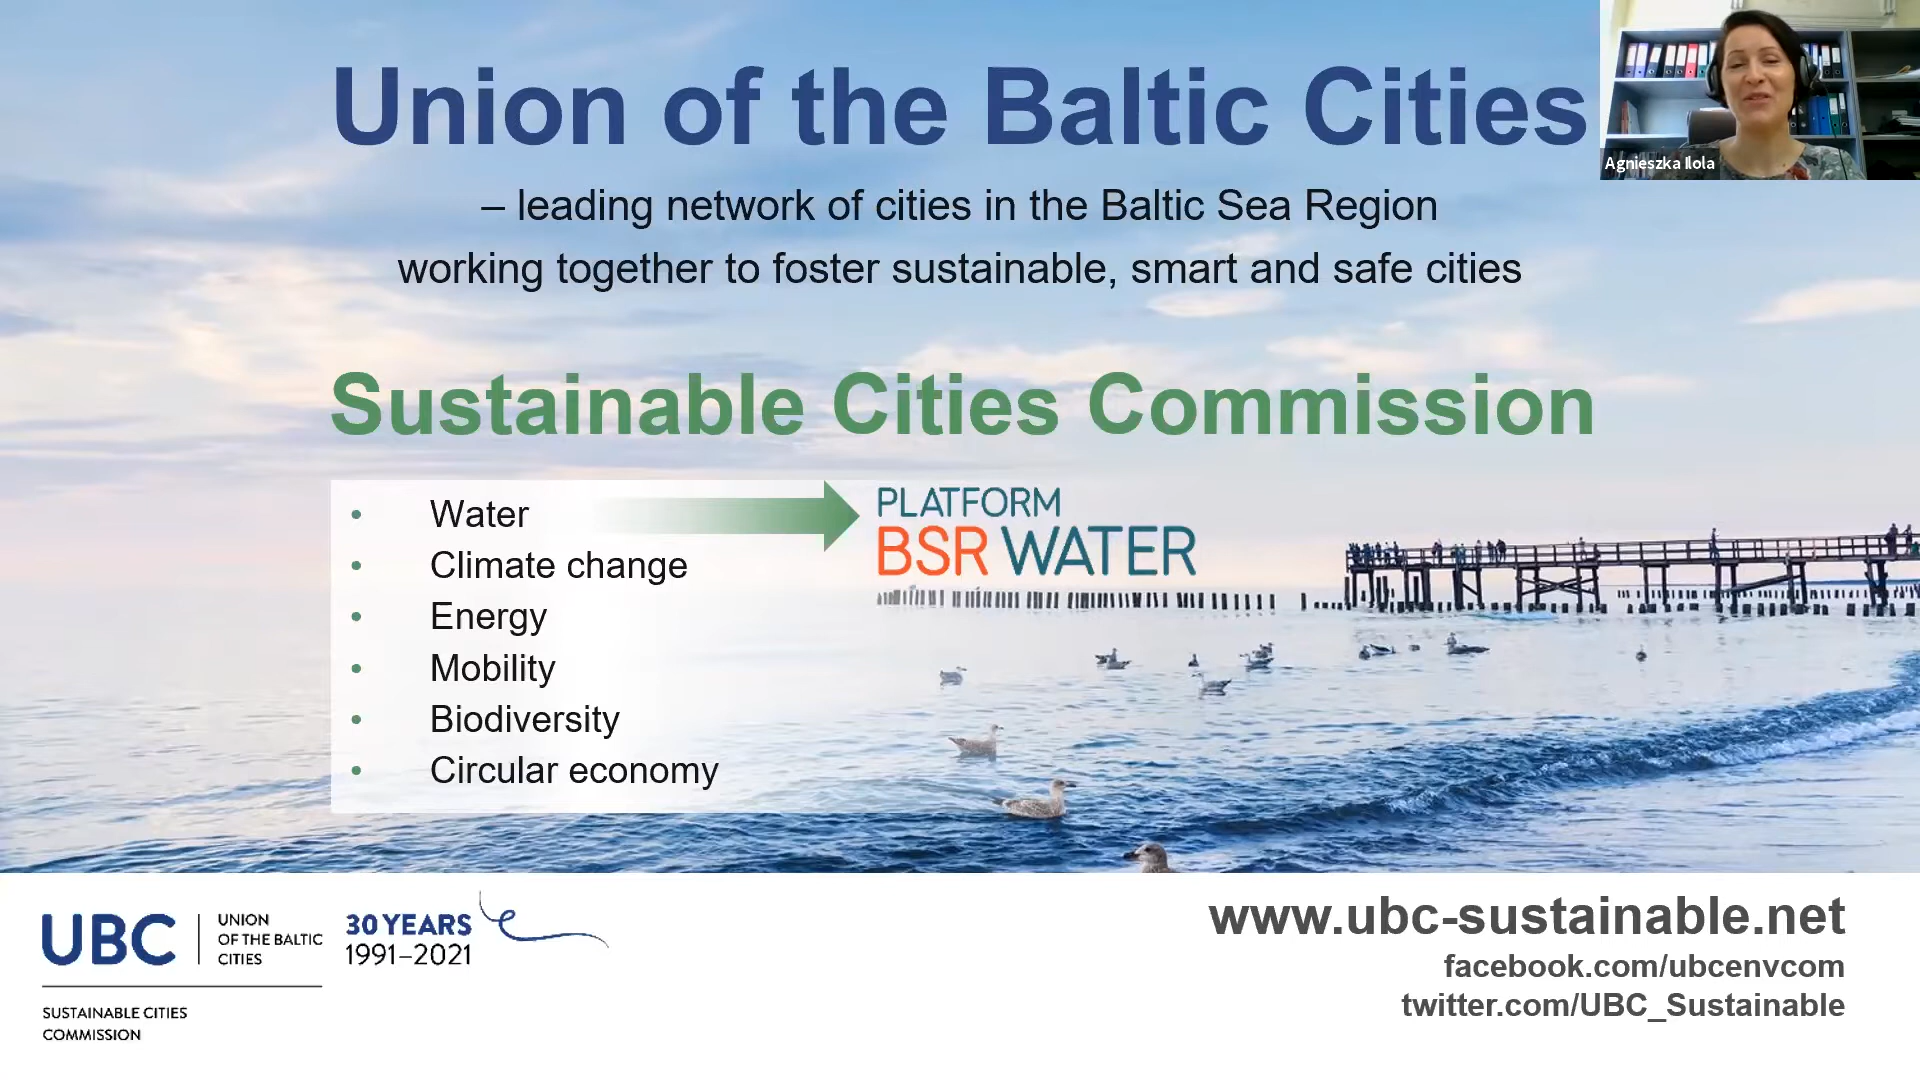 Union of the Baltic Cities
Agnieszka Ilola
– leading network of cities in the Baltic Sea Region
working together to foster sustainable, smart and safe cities
Sustainable Cities Commission
• Water
PLATFORM
BSR WATER
• Climate change
• Energy
• Mobility
• Biodiversity
• Circular economy
UBC
UNION
OF THE BALTIC
CITIES
30 YEARS
1991–2021
SUSTAINABLE CITIES
COMMISSION
www.ubc-sustainable.net
facebook.com/ubcenvcom
twitter.com/UBC_Sustainable